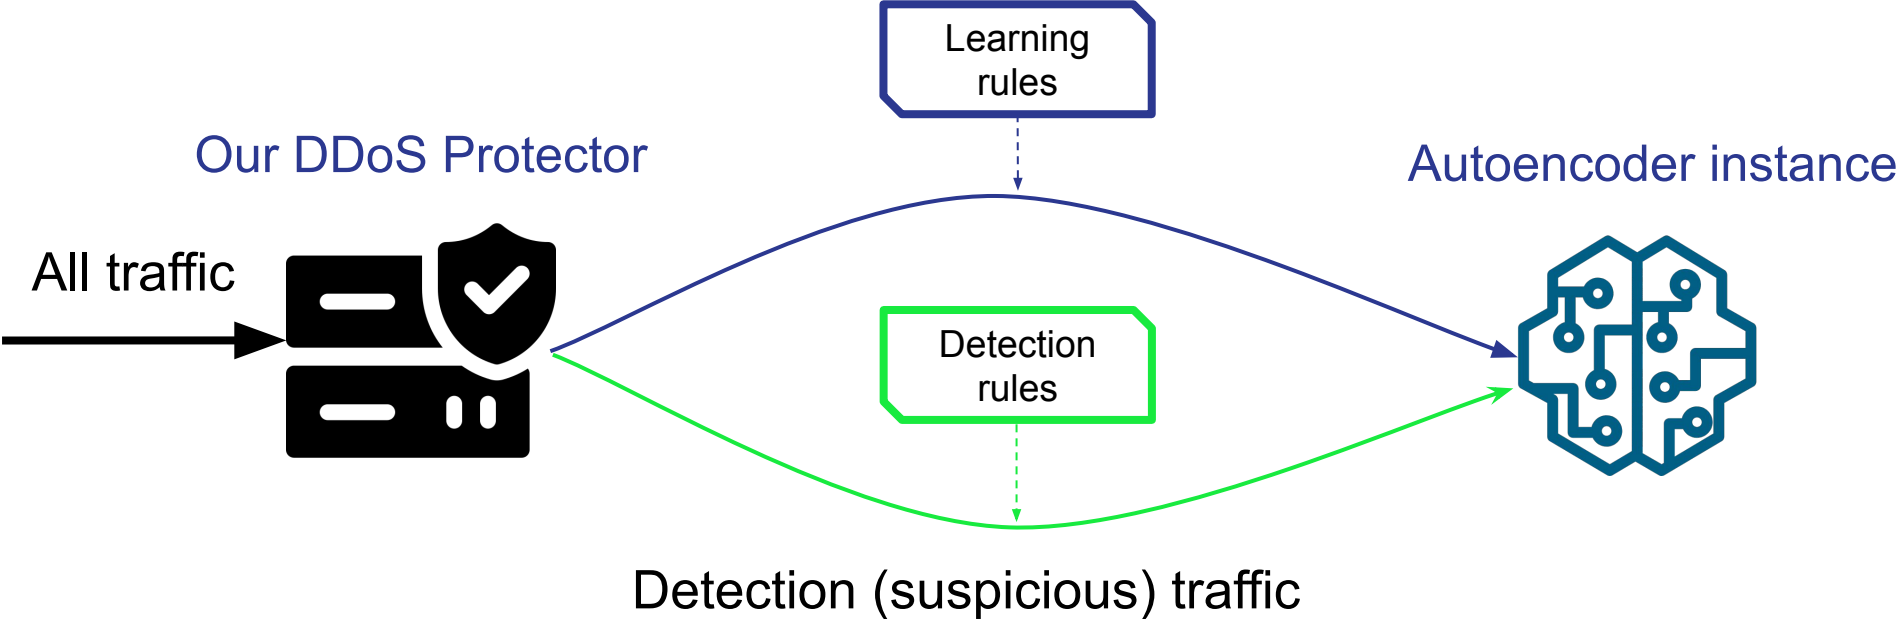 Learning
rules
Our DDoS Protector
Autoencoder instance
All traffic
Detection
rules
Detection (suspicious) traffic